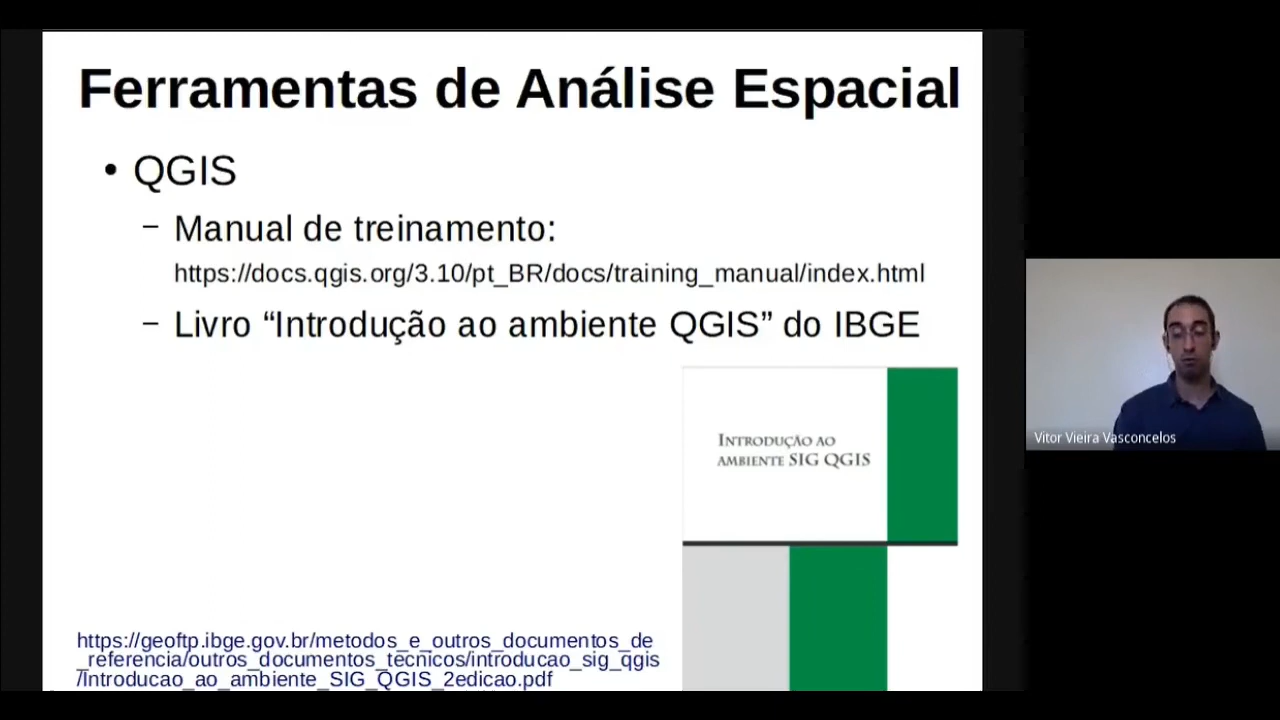 Ferramentas de Análise Espacial
• QGIS
– Manual de treinamento:
https://docs.qgis.org/3.10/pt_BR/docs/training_manual/index.html
– Livro “Introdução ao ambiente QGIS” do IBGE
INTRODUÇÃO AO
AMBIENTE SIG QGIS
https://geoftp.ibge.gov.br/metodos_e_outros_documentos_de
_referencia/outros_documentos_tecnicos/introducao_sig_qgis
/Introducao_ao_ambiente_SIG_QGIS_2edicao.pdf
Vitor Vieira Vasconcelos